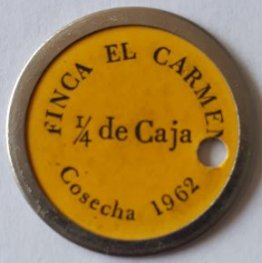 FINCA EL CARMEN
1/4 de Caja
Cosecha 1962